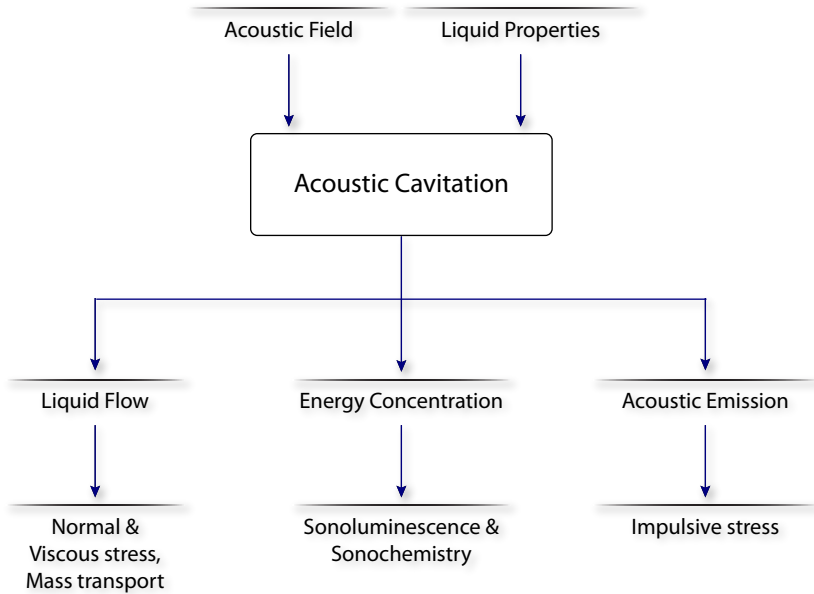 Acoustic Field
Liquid Properties
Acoustic Cavitation
Liquid Flow
Energy Concentration
Acoustic Emission
Normal &
Viscous stress,
Mass transport
Sonoluminescence &
Sonochemistry
Impulsive stress